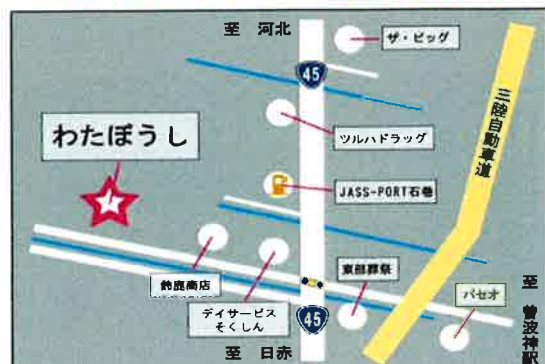 至 河北
ザ・ビッグ
45
三陸自動車道
ツルハドラッグ
わたぼうし
JASS-PORT石巻
鈴鹿商店
デイサービス
そくしん
東部葬祭
パセオ
至 曽波神駅
45
至 日赤